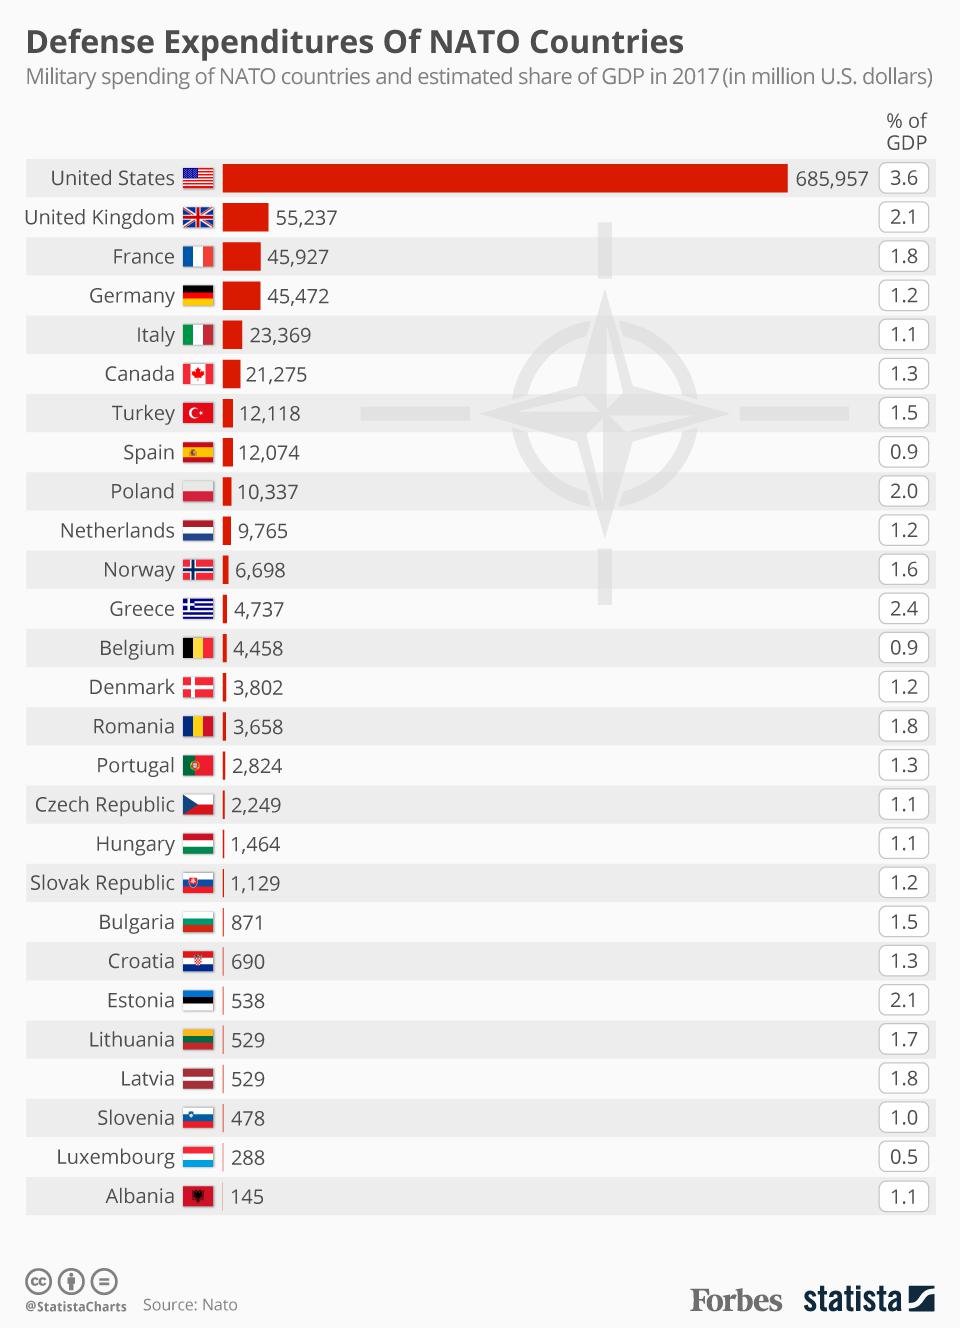 Defense Expenditures Of NATO Countries
Military spending of NATO countries and estimated share of GDP in 2017 (in million U.S. dollars)
% of
GDP
United States 685,957 3.6
United Kingdom 55,237 2.1
France 45,927 1.8
Germany 45,472 1.2
Italy 23,369 1.1
Canada 21,275 1.3
Turkey 12,118 1.5
Spain 12,074 0.9
Poland 10,337 2.0
Netherlands 9,765 1.2
Norway 6,698 1.6
Greece 4,737 2.4
Belgium 4,458 0.9
Denmark 3,802 1.2
Romania 3,658 1.8
Portugal 2,824 1.3
Czech Republic 2,249 1.1
Hungary 1,464 1.1
Slovak Republic 1,129 1.2
Bulgaria 871 1.5
Croatia 690 1.3
Estonia 538 2.1
Lithuania 529 1.7
Latvia 529 1.8
Slovenia 478 1.0
Luxembourg 288 0.5
Albania 145 1.1
cc
@StatistaCharts Source: Nato
Forbes statista